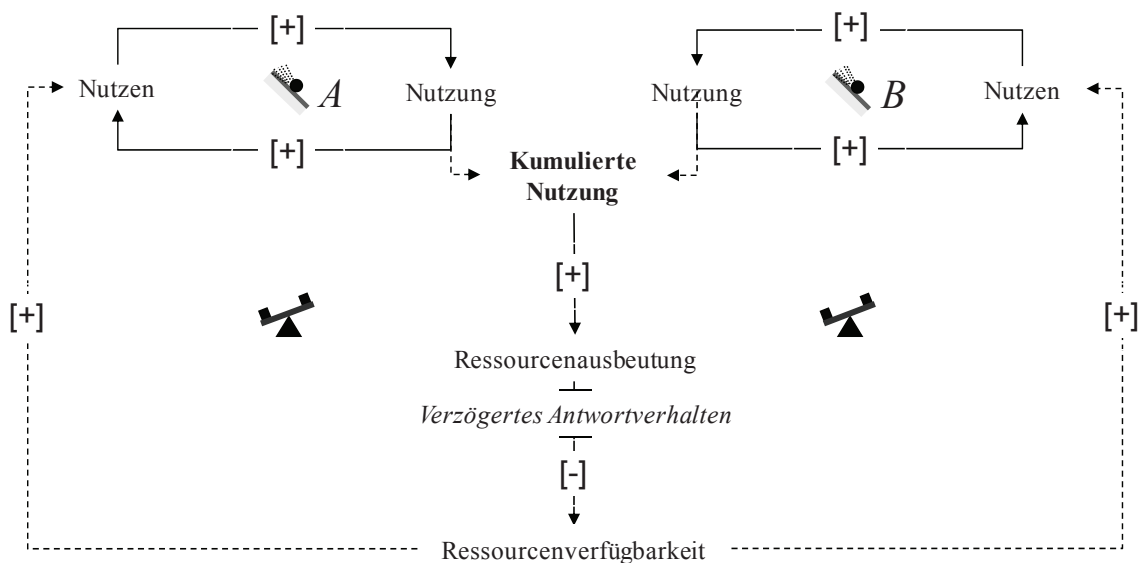 [+] [+]
Nutzen A Nutzung Nutzung B Nutzen
[+] [+]
Kumulierte
Nutzung
[+]
[+] [+]
Ressourcenausbeutung
Verzögertes Antwortverhalten
[-]
Ressourcenverfügbarkeit